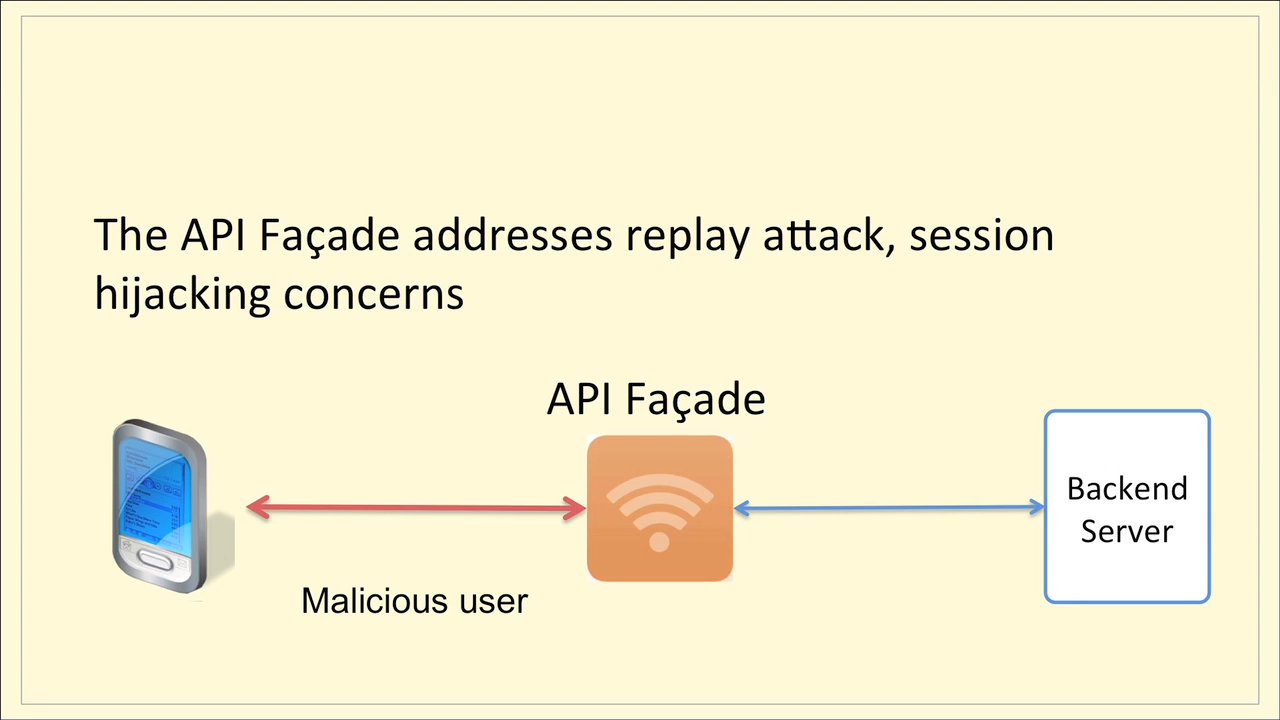 The API Façade addresses replay attack, session
hijacking concerns
API Façade
Backend
Server
Malicious user